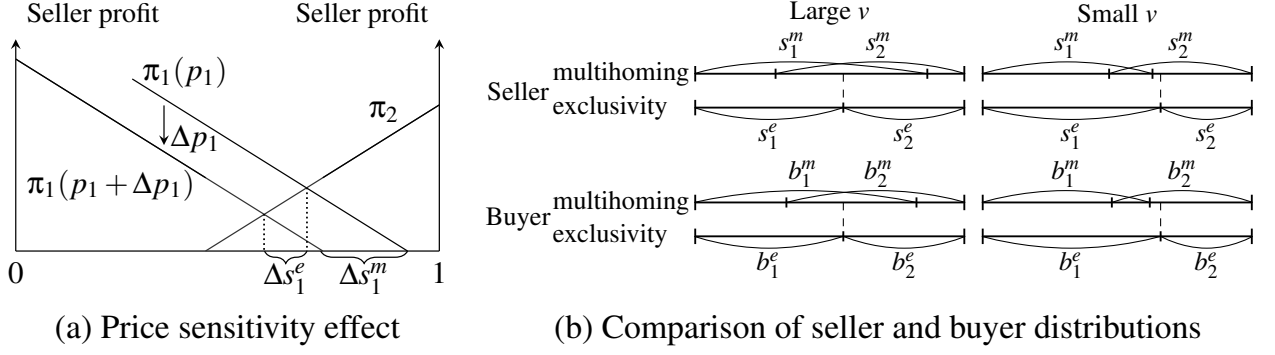 Seller profit
Seller profit
π₁(p₁)
π₂
Δp₁
π₁(p₁ + Δp₁)
0
1
Δs₁ᵉ
Δs₁ᵐ
(a) Price sensitivity effect
Large v
Small v
s₁ᵐ
s₂ᵐ
s₁ᵐ
s₂ᵐ
Seller
multihoming
exclusivity
s₁ᵉ
s₂ᵉ
s₁ᵉ
s₂ᵉ
b₁ᵐ
b₂ᵐ
b₁ᵐ
b₂ᵐ
Buyer
multihoming
exclusivity
b₁ᵉ
b₂ᵉ
b₁ᵉ
b₂ᵉ
(b) Comparison of seller and buyer distributions